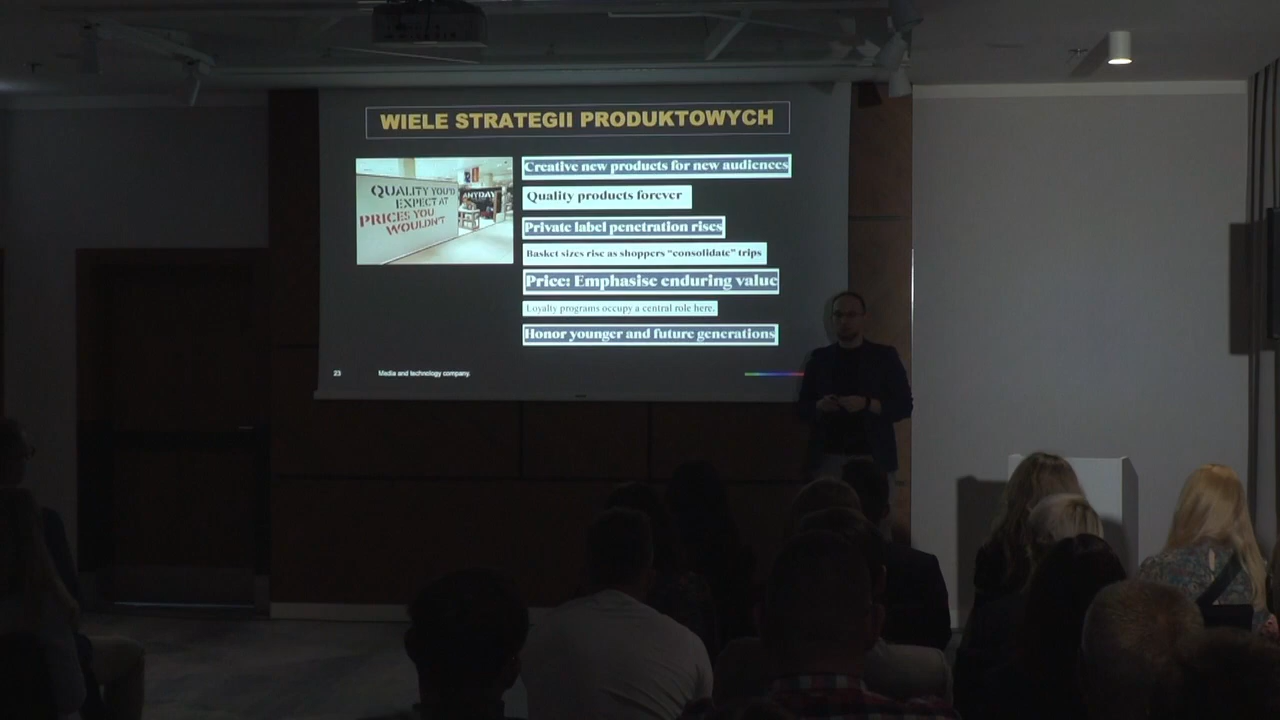 WIELE STRATEGII PRODUKTOWYCH
QUALITY YOU'D
EXPECT AT
PRICES YOU
WOULDN'T
ANYDAY
Creative new products for new audiences
Quality products forever
Private label penetration rises
Basket sizes rise as shoppers “consolidate” trips
Price: Emphasise enduring value
Loyalty programs occupy a central role here.
Honor younger and future generations
23
Media and technology company.